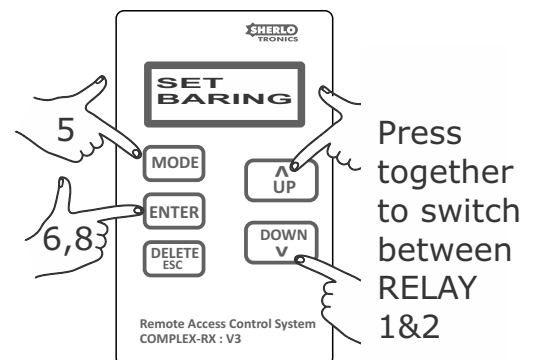 SHERLO
TRONICS
SET
BARING
5
MODE
^
UP
Press
together
to switch
between
RELAY
1&2
ENTER
6,8
DOWN
v
DELETE
ESC
Remote Access Control System
COMPLEX-RX : V3